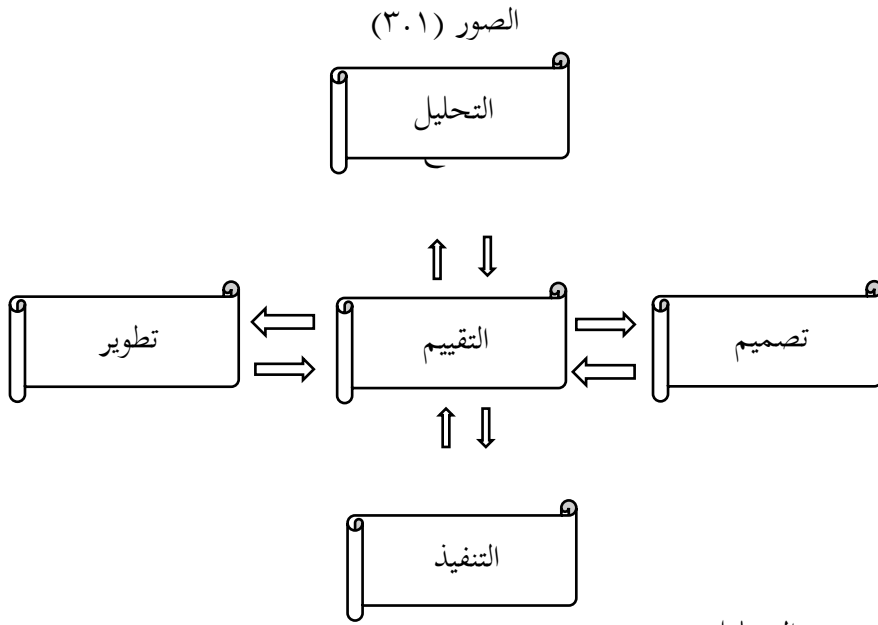 الصور (٣.١)
التحليل
تصميم
التقييم
تطوير
التنفيذ